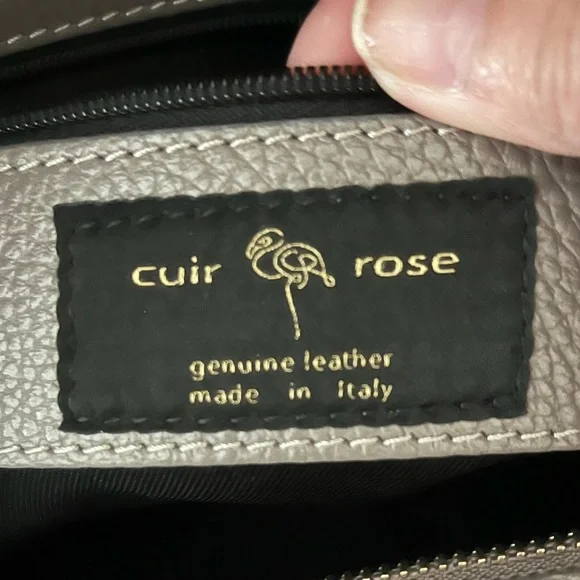 cuir rose
genuine leather
made in Italy